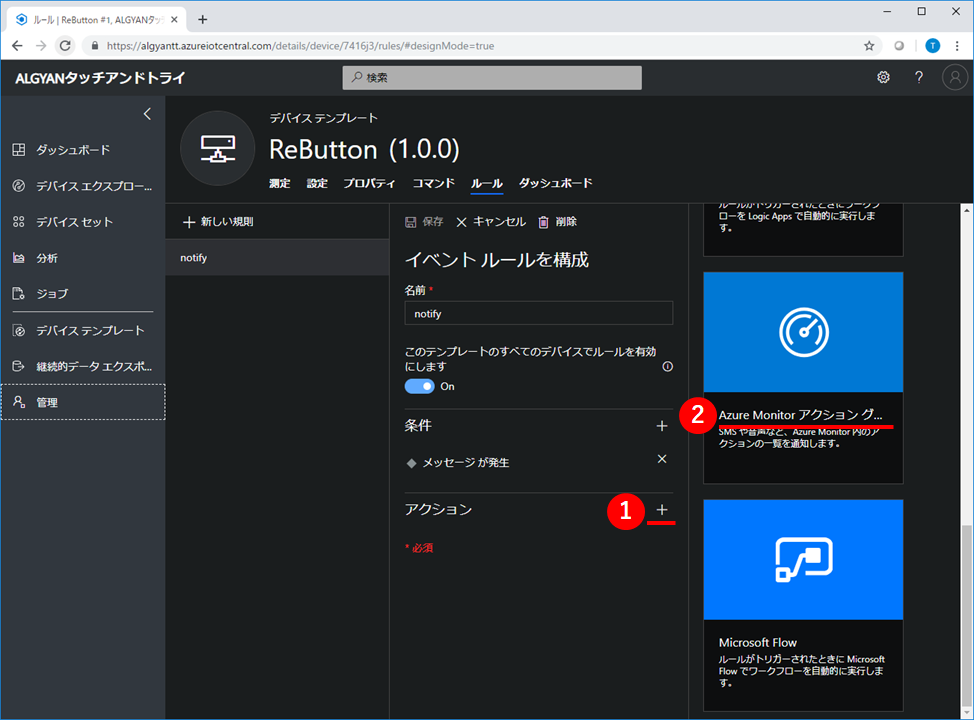 ルール | ReButton #1, ALGYANタッ
https://algyantt.azureiotcentral.com/details/device/7416j3/rules/#designMode=true
T
ALGYANタッチアンドトライ
検索
?
デバイス テンプレート
ReButton (1.0.0)
測定 設定 プロパティ コマンド ルール ダッシュボード
ダッシュボード
デバイス エクスプロー...
デバイス セット
分析
ジョブ
デバイス テンプレート
継続的データ エクスポ...
管理
新しい規則
notify
保存 キャンセル 削除
イベント ルールを構成
名前 *
notify
このテンプレートのすべてのデバイスでルールを有効
にします
On
条件
メッセージ が発生
アクション
1
* 必須
ルールがトリガーされたときにワークフ
ローを Logic Apps で自動的に実行しま
す。
2
Azure Monitor アクション グ...
SMS や音声など、Azure Monitor 内のア
クションの一覧を通知します。
Microsoft Flow
ルールがトリガーされたときに Microsoft
Flow でワークフローを自動的に実行しま
す。